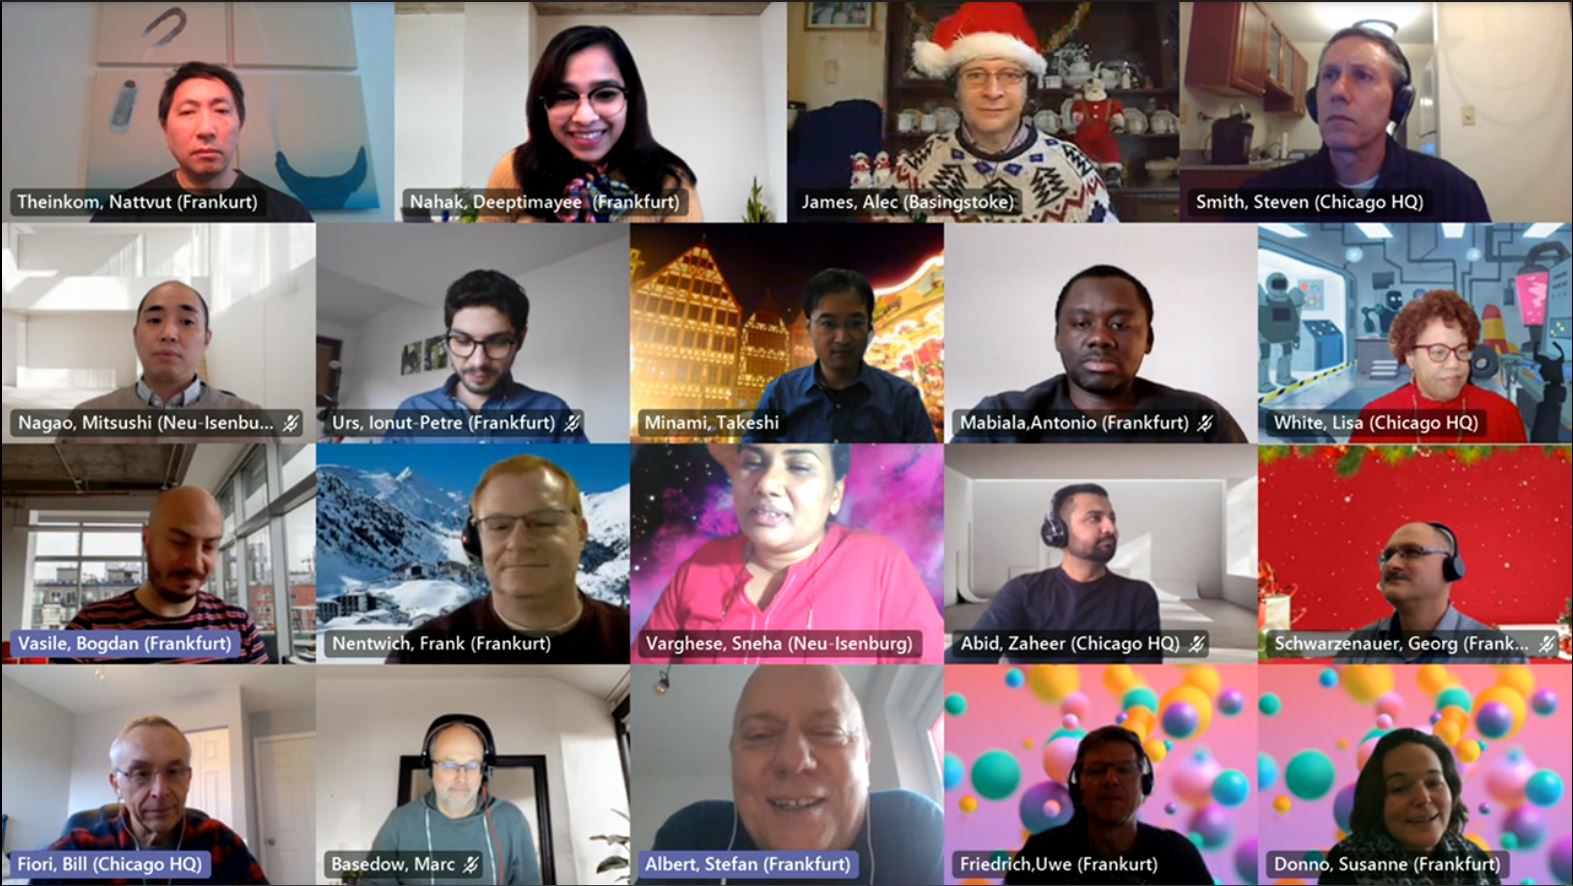 Theinkom, Nattvut (Frankurt)
Nahak, Deeptimayee (Frankfurt)
James, Alec (Basingstoke)
Smith, Steven (Chicago HQ)
Nagao, Mitsushi (Neu-Isenbu...
Urs, Ionut-Petre (Frankfurt)
Minami, Takeshi
Mabiala,Antonio (Frankfurt)
White, Lisa (Chicago HQ)
Vasile, Bogdan (Frankfurt)
Nentwich, Frank (Frankurt)
Varghese, Sneha (Neu-Isenburg)
Abid, Zaheer (Chicago HQ)
Schwarzenauer, Georg (Frank...
Fiori, Bill (Chicago HQ)
Basedow, Marc
Albert, Stefan (Frankfurt)
Friedrich,Uwe (Frankurt)
Donno, Susanne (Frankfurt)